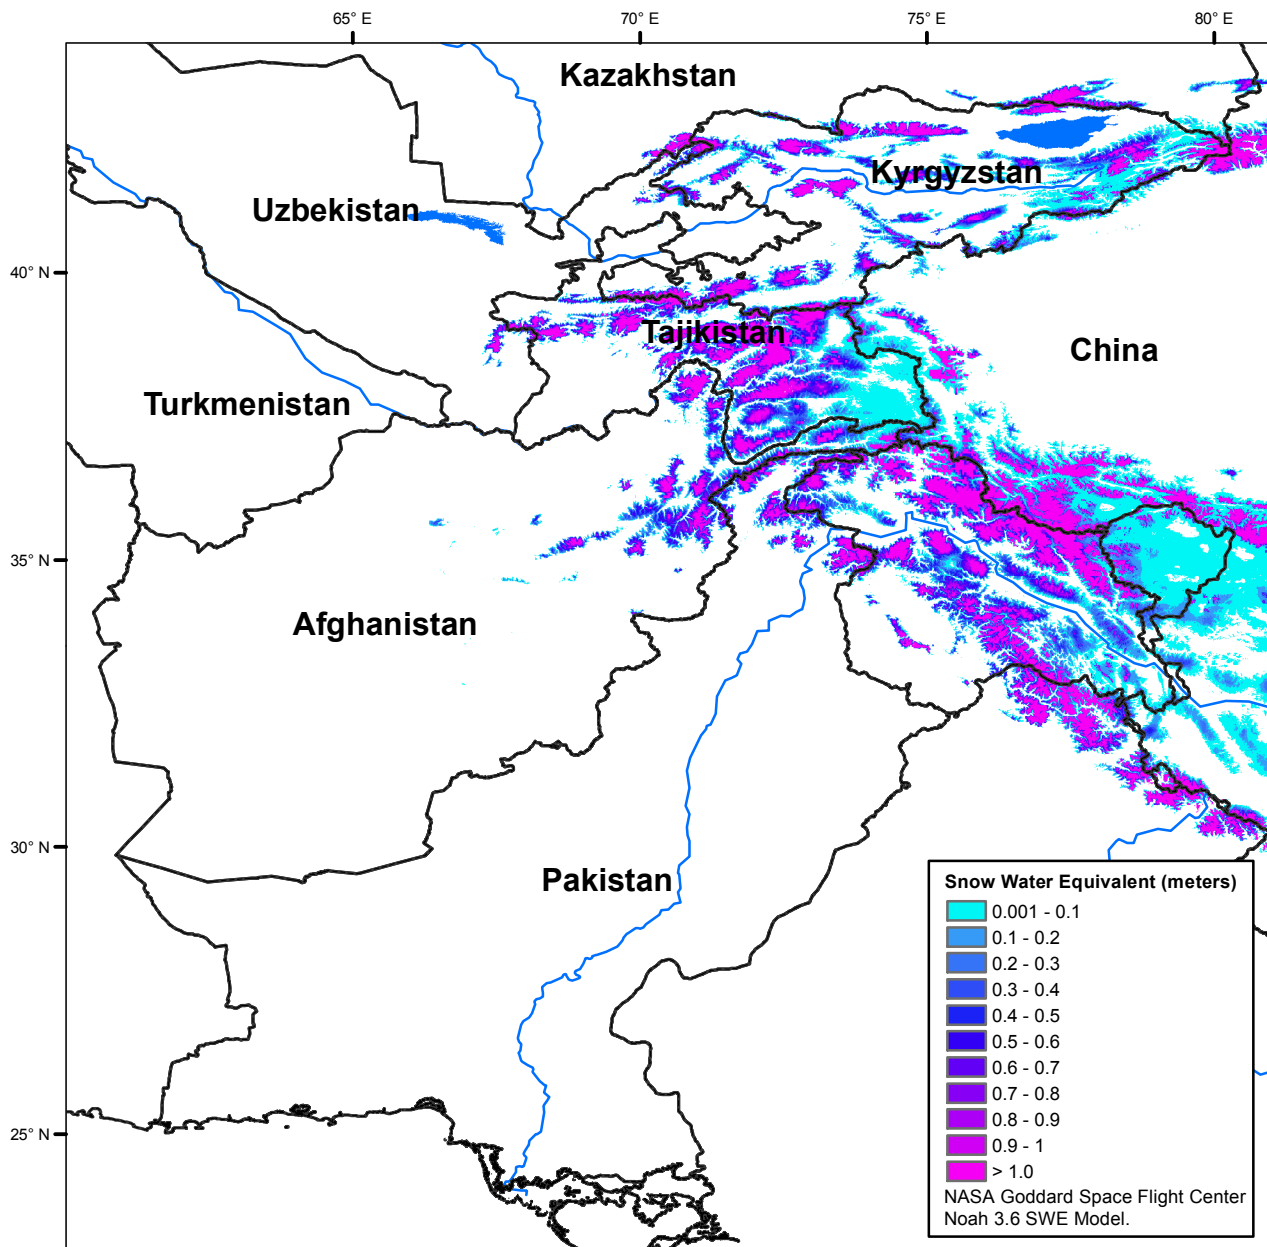 65° E
70° E
75° E
80° E
Kazakhstan
Kyrgyzstan
Uzbekistan
40° N
Tajikistan
China
Turkmenistan
35° N
Afghanistan
30° N
Pakistan
25° N
Snow Water Equivalent (meters)
0.001 - 0.1
0.1 - 0.2
0.2 - 0.3
0.3 - 0.4
0.4 - 0.5
0.5 - 0.6
0.6 - 0.7
0.7 - 0.8
0.8 - 0.9
0.9 - 1
> 1.0
NASA Goddard Space Flight Center
Noah 3.6 SWE Model.